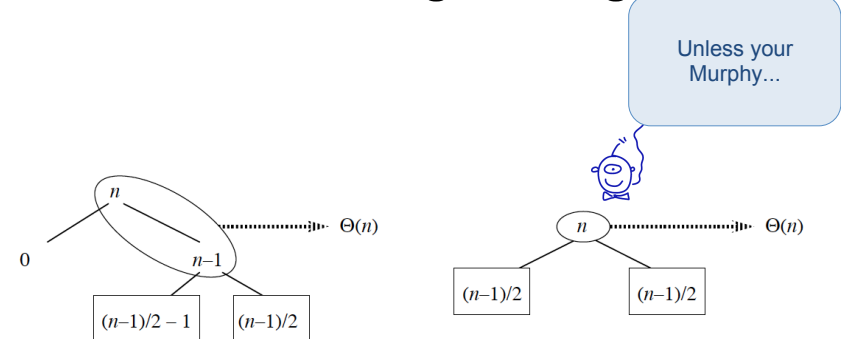 Unless your
Murphy...
n
Θ(n)
0
n–1
(n–1)/2 – 1
(n–1)/2
n
Θ(n)
(n–1)/2
(n–1)/2